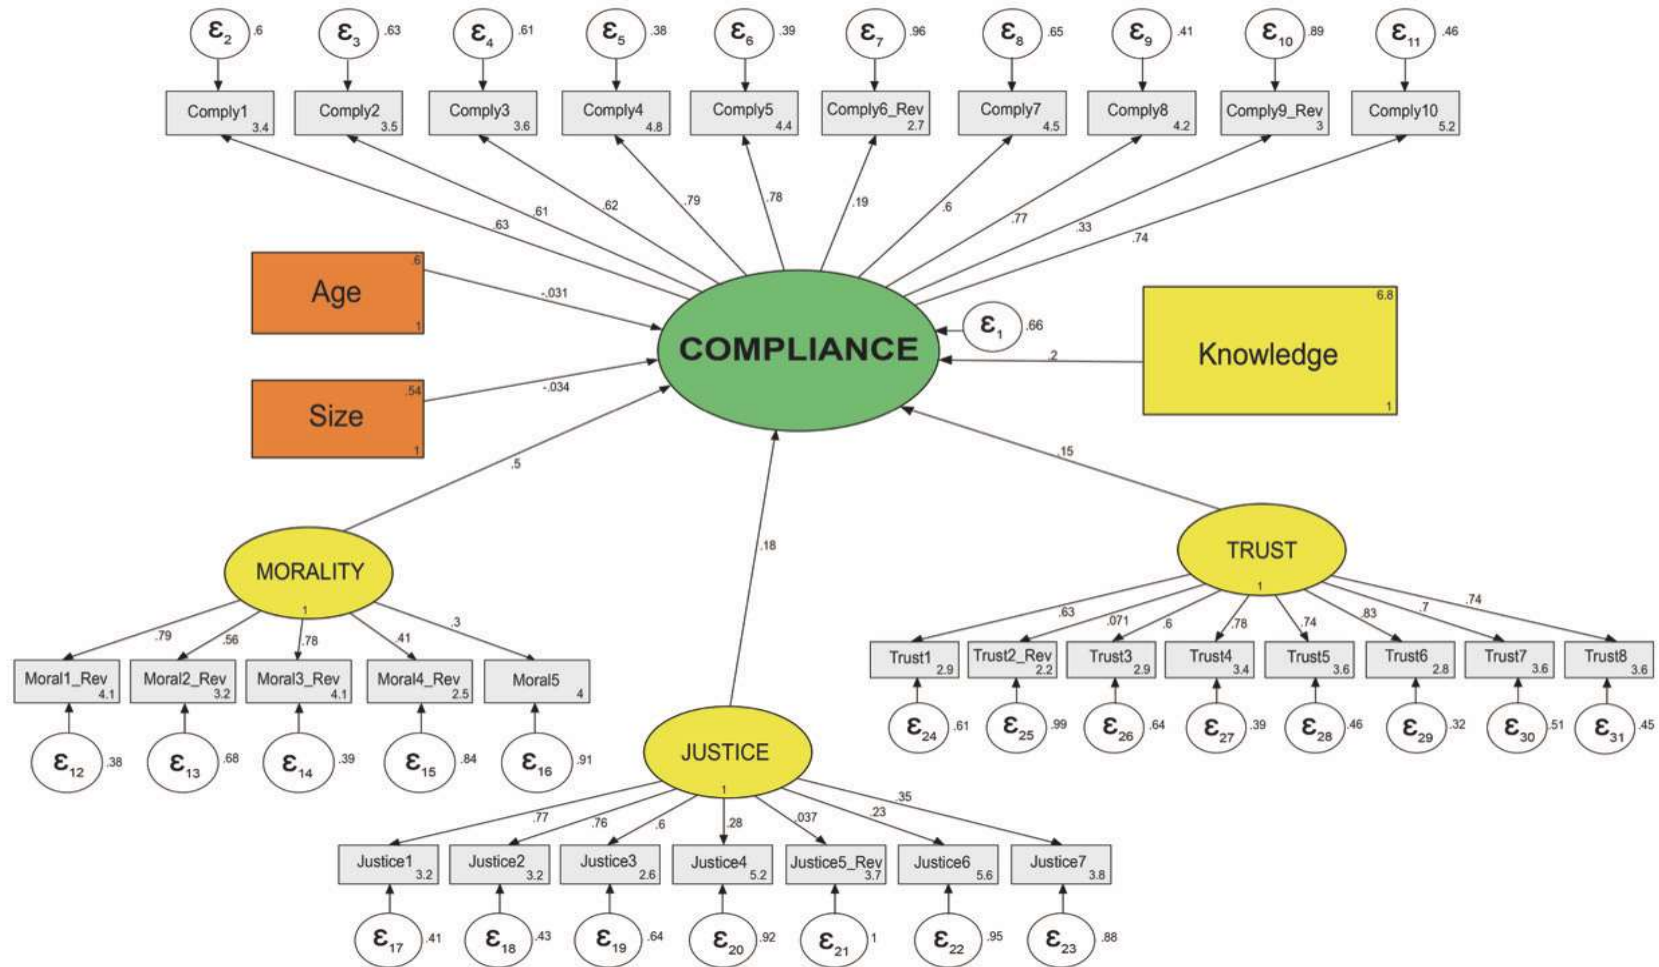 ε2 .6 ε3 .63 ε4 .61 ε5 .38 ε6 .39 ε7 .96 ε8 .65 ε9 .41 ε10 .89 ε11 .46
Comply1 Comply2 Comply3 Comply4 Comply5 Comply6_Rev Comply7 Comply8 Comply9_Rev Comply10
3.4 3.5 3.6 4.8 4.4 2.7 4.5 4.2 3 5.2
.63 .61 .62 .79 .78 .19 .6 .77 .33 .74
.6
Age
1
-.031
.54
Size
1
-.034
COMPLIANCE
ε1 .66
.2
6.8
Knowledge
1
.5
.18
.15
MORALITY
1
.79 .56 .78 .41 .3
Moral1_Rev Moral2_Rev Moral3_Rev Moral4_Rev Moral5
4.1 3.2 4.1 2.5 4
ε12 .38 ε13 .68 ε14 .39 ε15 .84 ε16 .91
TRUST
1
.63 .071 .6 .78 .74 .83 .7 .74
Trust1 Trust2_Rev Trust3 Trust4 Trust5 Trust6 Trust7 Trust8
2.9 2.2 2.9 3.4 3.6 2.8 3.6 3.6
ε24 .61 ε25 .99 ε26 .64 ε27 .39 ε28 .46 ε29 .32 ε30 .51 ε31 .45
JUSTICE
1
.77 .76 .6 .28 .037 .23 .35
Justice1 Justice2 Justice3 Justice4 Justice5_Rev Justice6 Justice7
3.2 3.2 2.6 5.2 3.7 5.6 3.8
ε17 .41 ε18 .43 ε19 .64 ε20 .92 ε21 1 ε22 .95 ε23 .88